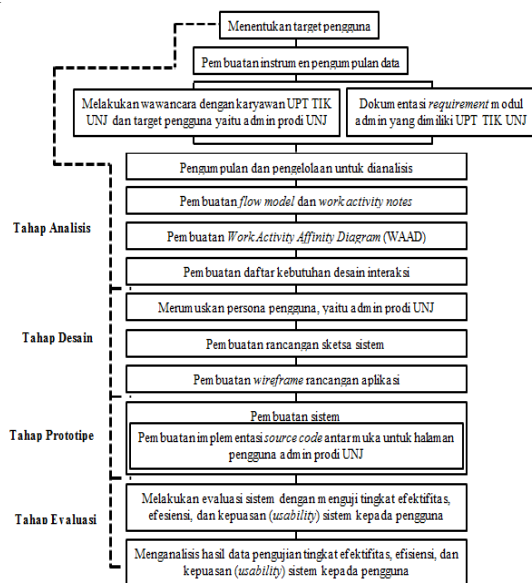 Menentukan target pengguna
Pembuatan instrumen pengumpulan data
Melakukan wawancara dengan karyawan UPT TIK
UNJ dan target pengguna yaitu admin prodi UNJ
Dokumentasi requirement modul
admin yang dimiliki UPT TIK UNJ
Pengumpulan dan pengelolaan untuk dianalisis
Pembuatan flow model dan work activity notes
Tahap Analisis
Pembuatan Work Activity Affinity Diagram (WAAD)
Pembuatan daftar kebutuhan desain interaksi
Merumuskan persona pengguna, yaitu admin prodi UNJ
Tahap Desain
Pembuatan rancangan sketsa sistem
Pembuatan wireframe rancangan aplikasi
Pembuatan sistem
Tahap Prototipe
Pembuatan implementasi source code antar muka untuk halaman
pengguna admin prodi UNJ
Melakukan evaluasi sistem dengan menguji tingkat efektifitas,
efesiensi, dan kepuasan (usability) sistem kepada pengguna
Tahap Evaluasi
Menganalisis hasil data pengujian tingkat efektifitas, efisiensi, dan
kepuasan (usability) sistem kepada pengguna